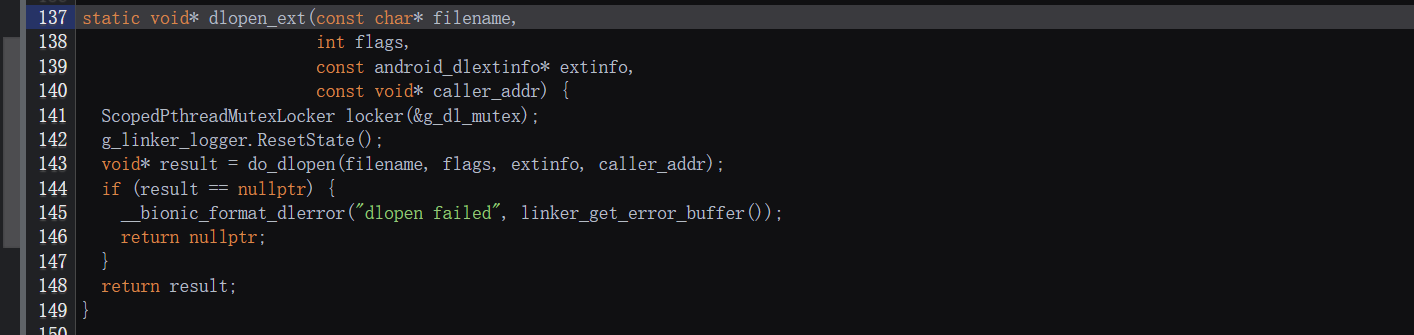 137 static void* dlopen_ext(const char* filename,
138                         int flags,
139                         const android_dlextinfo* extinfo,
140                         const void* caller_addr) {
141   ScopedPthreadMutexLocker locker(&g_dl_mutex);
142   g_linker_logger.ResetState();
143   void* result = do_dlopen(filename, flags, extinfo, caller_addr);
144   if (result == nullptr) {
145     __bionic_format_dlerror("dlopen failed", linker_get_error_buffer());
146     return nullptr;
147   }
148   return result;
149 }
150